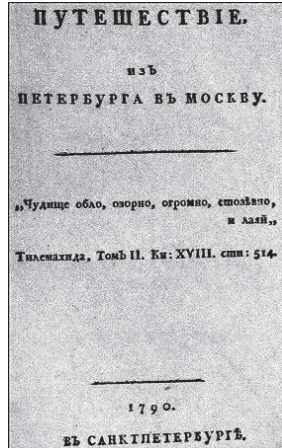 ПУТЕШЕСТВІЕ.
изЪ
ПЕТЕРБУРГА ВЪ МОСКВУ.
„Чудище обло, озорно, огромно, стозѣвно,
и лаяй„
Тилемахида, ТомЪ II. Кн: XVIII. сти: 514.
1790.
ВЪ САНКТПЕТЕРБУРГѢ.